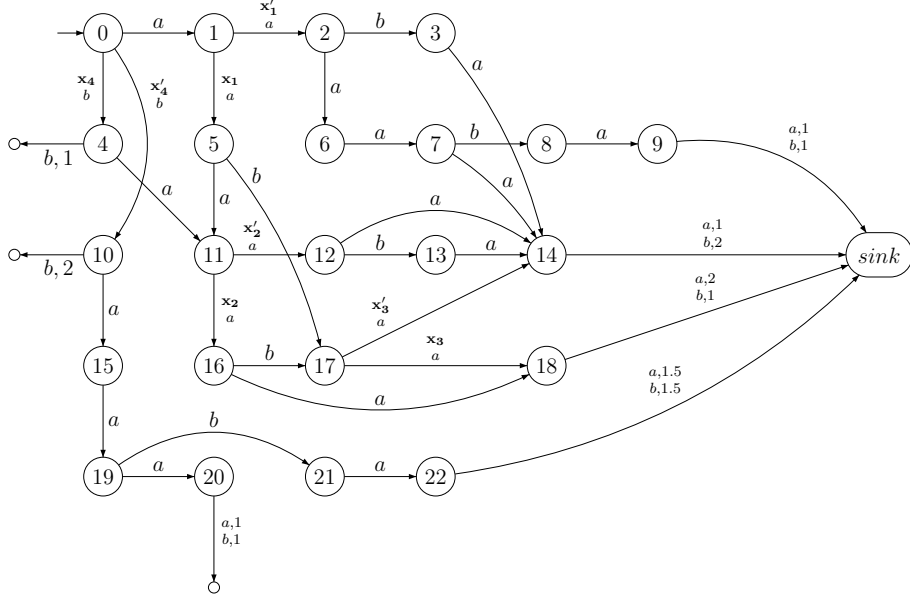 x′₁
0 a 1 a 2 b 3
x₄ b
x′₄ b
x₁ a
a
a
b, 1 4 5 6 a 7 b 8 a 9
a,1
b,1
a
b
a
a
x′₂
a
a
b, 2 10 11 12 b 13 a 14
a,1
b,2
sink
a
x₂
a
x′₃
a
a,2
b,1
15 16 b 17
x₃
a
18
a
a
a,1.5
b,1.5
b
19 a 20 21 a 22
a,1
b,1